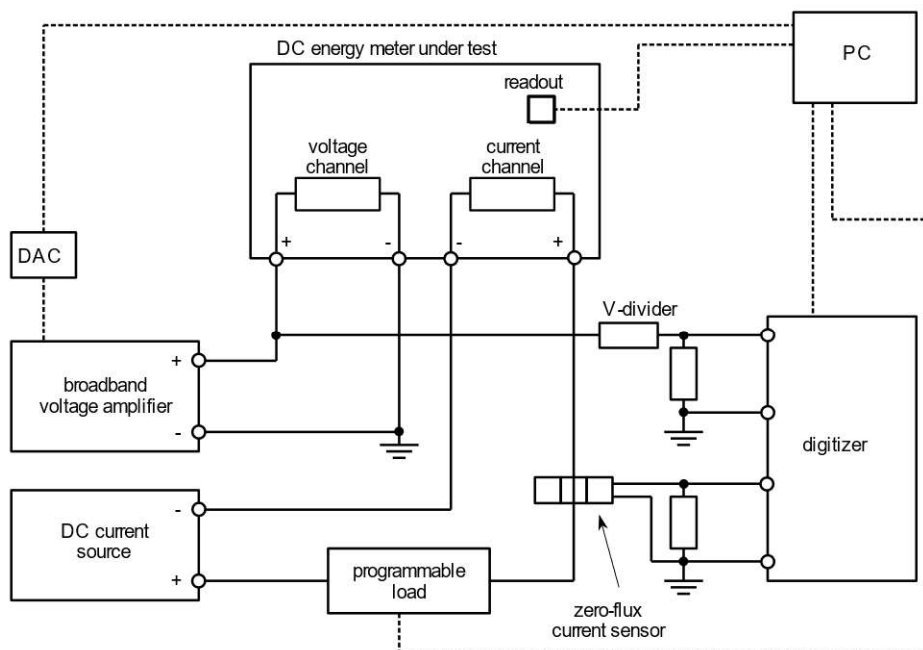 DC energy meter under test
PC
readout
voltage
channel
current
channel
+
-
-
+
DAC
V-divider
+
broadband
voltage amplifier
-
digitizer
-
DC current
source
+
programmable
load
zero-flux
current sensor